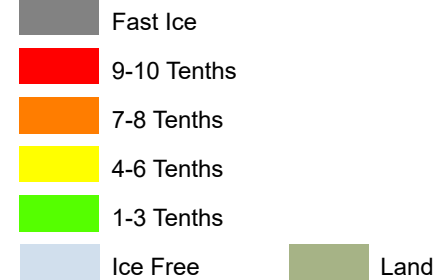 Fast Ice
9-10 Tenths
7-8 Tenths
4-6 Tenths
1-3 Tenths
Ice Free Land